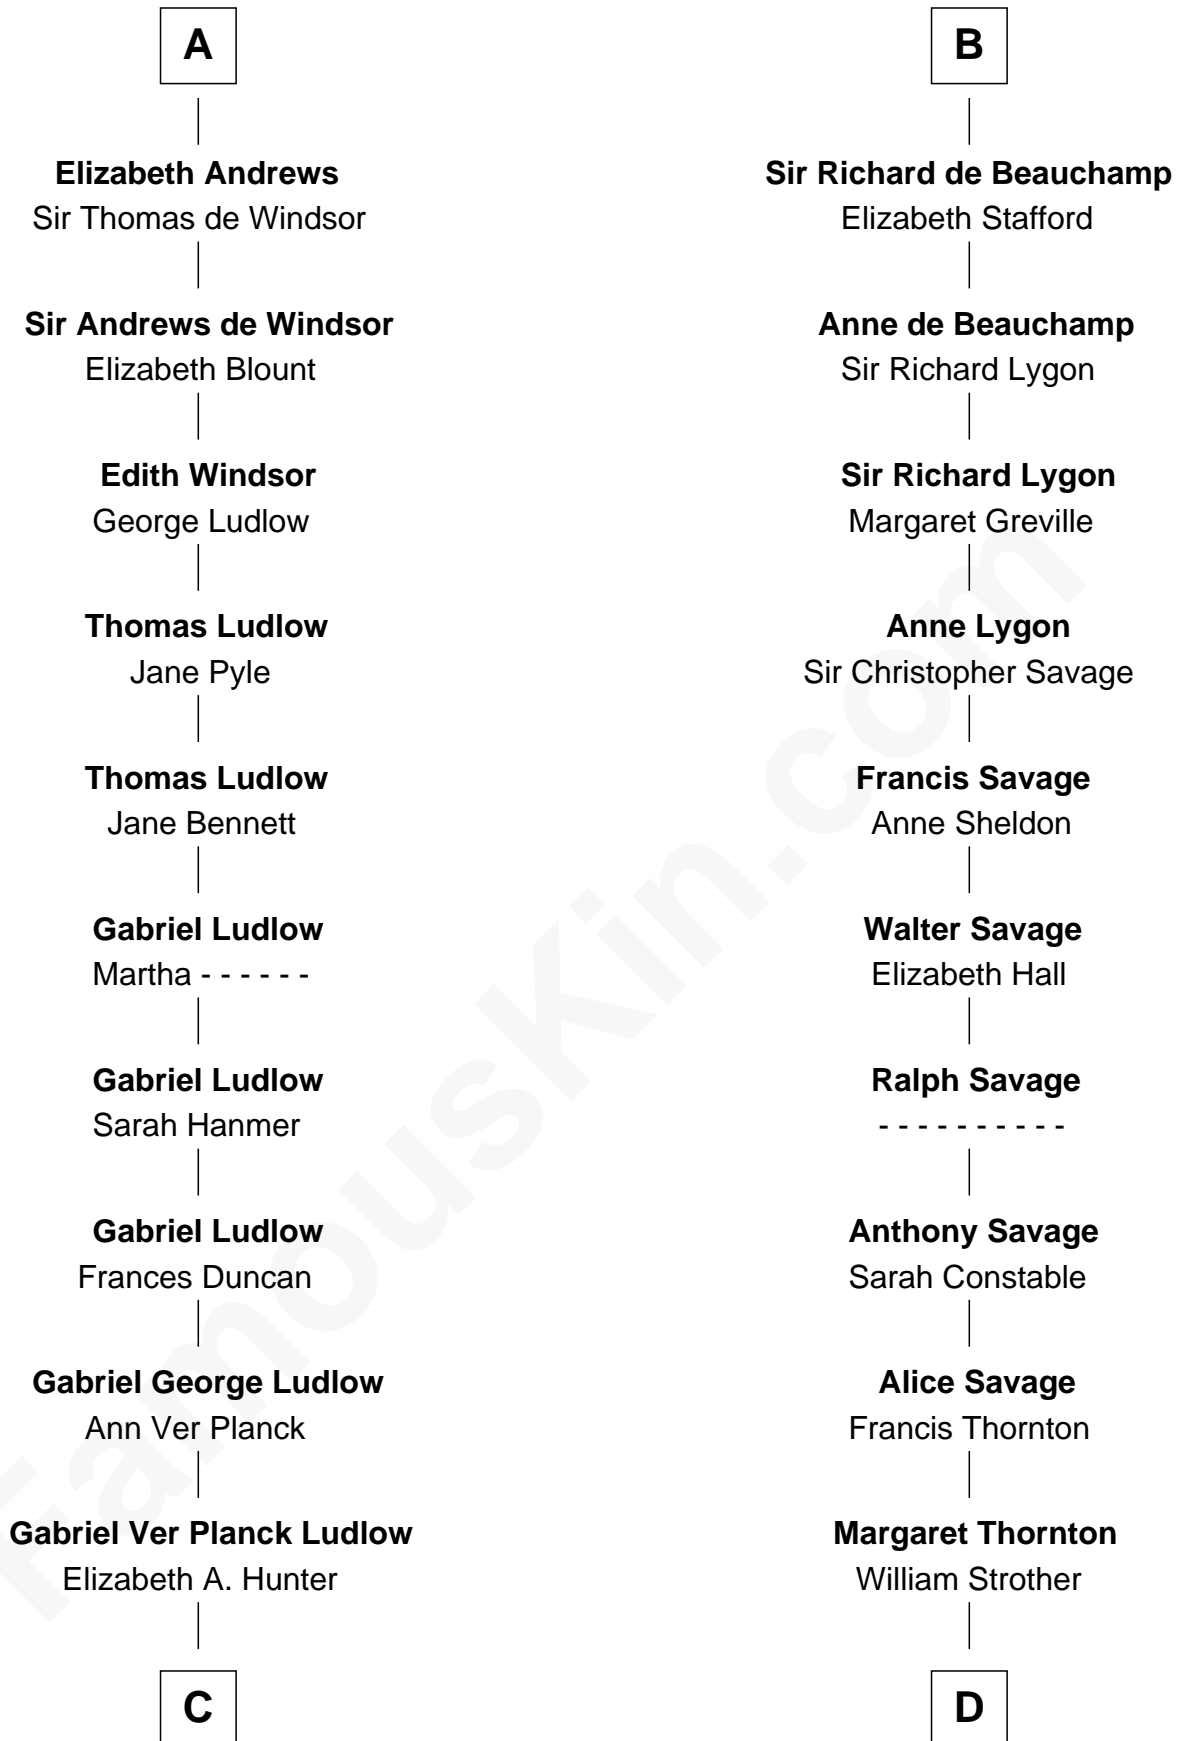 A
Elizabeth Andrews
Sir Thomas de Windsor
Sir Andrews de Windsor
Elizabeth Blount
Edith Windsor
George Ludlow
Thomas Ludlow
Jane Pyle
Thomas Ludlow
Jane Bennett
Gabriel Ludlow
Martha - - - - - -
Gabriel Ludlow
Sarah Hanmer
Gabriel Ludlow
Frances Duncan
Gabriel George Ludlow
Ann Ver Planck
Gabriel Ver Planck Ludlow
Elizabeth A. Hunter
C
B
Sir Richard de Beauchamp
Elizabeth Stafford
Anne de Beauchamp
Sir Richard Lygon
Sir Richard Lygon
Margaret Greville
Anne Lygon
Sir Christopher Savage
Francis Savage
Anne Sheldon
Walter Savage
Elizabeth Hall
Ralph Savage
- - - - - - - - - -
Anthony Savage
Sarah Constable
Alice Savage
Francis Thornton
Margaret Thornton
William Strother
D
FamousKin.com